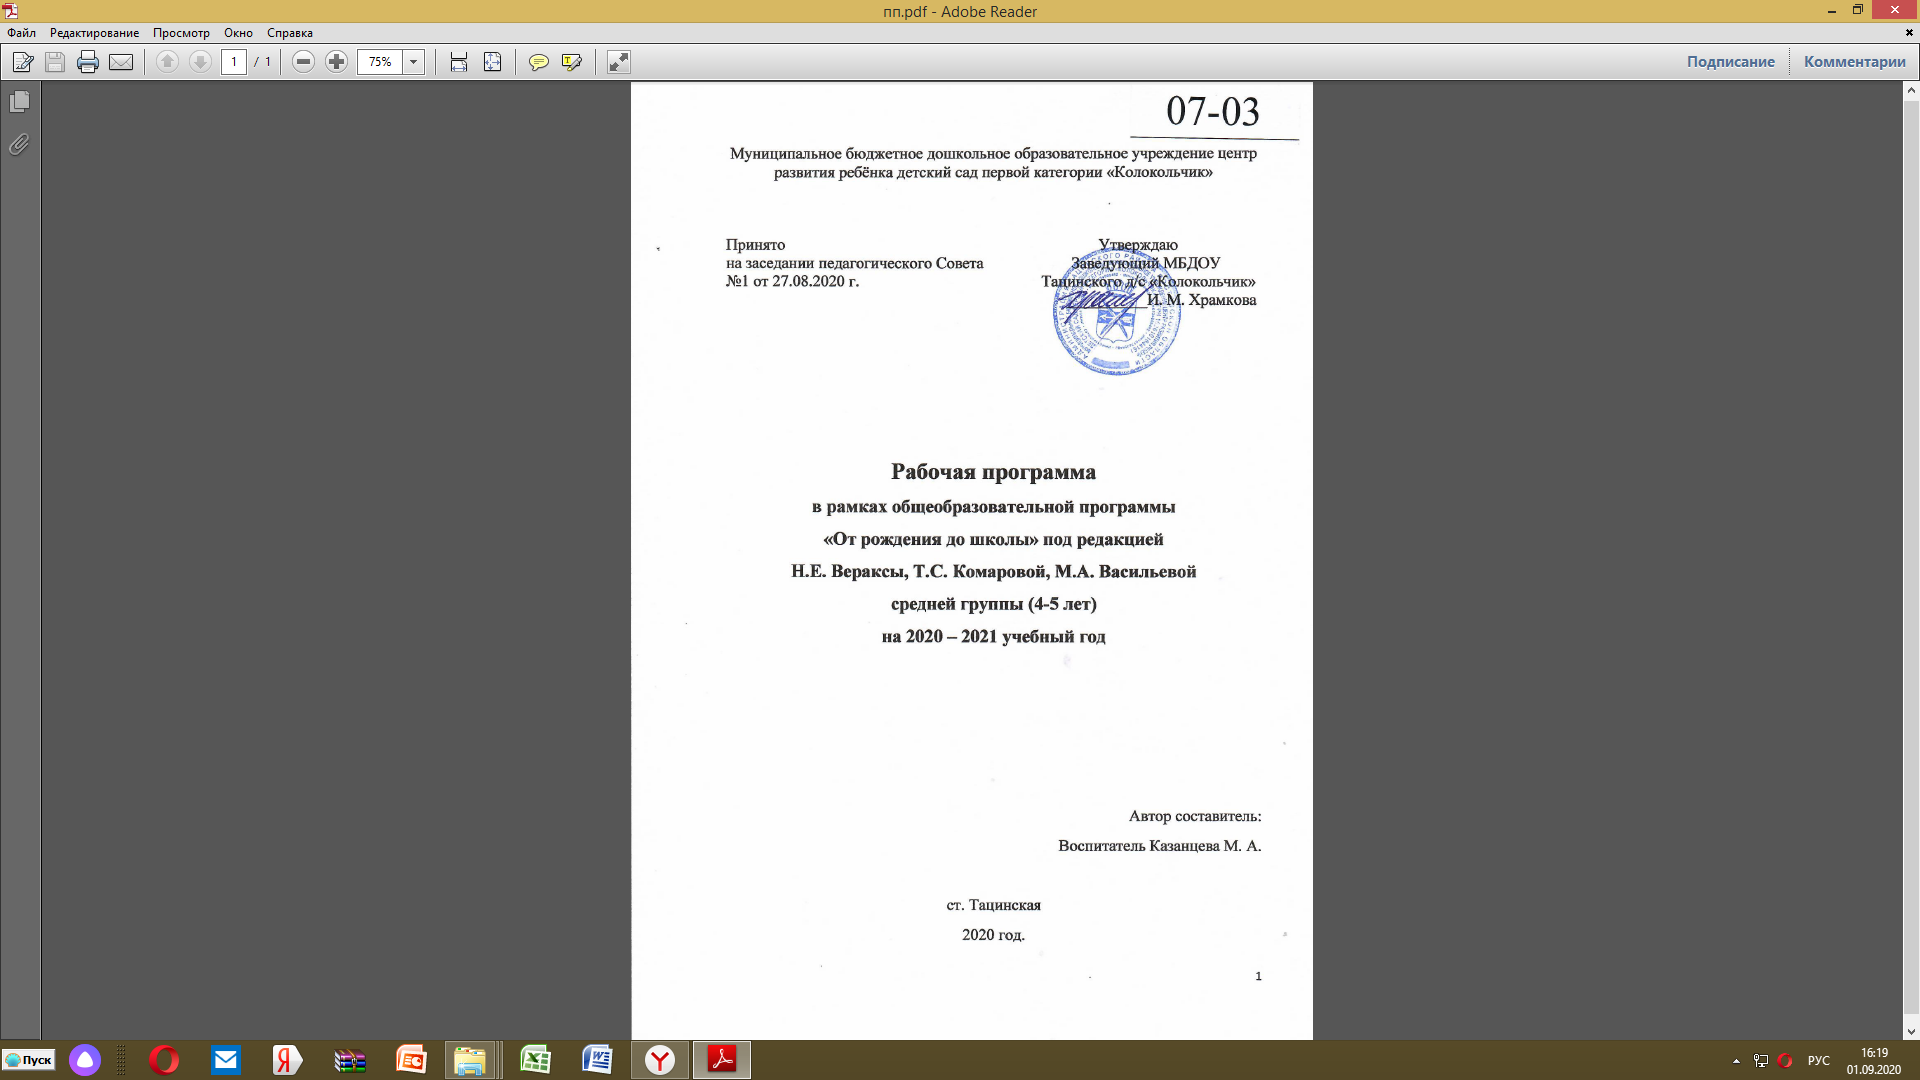 пп.pdf - Adobe Reader
Файл Редактирование Просмотр Окно Справка
1 / 1 75% Подписание Комментарии
07-03
Муниципальное бюджетное дошкольное образовательное учреждение центр
развития ребёнка детский сад первой категории «Колокольчик»
Принято
на заседании педагогического Совета
№1 от 27.08.2020 г.
Утверждаю
Заведующий МБДОУ
Тацинского д/с «Колокольчик»
И. М. Храмкова
Рабочая программа
в рамках общеобразовательной программы
«От рождения до школы» под редакцией
Н.Е. Вераксы, Т.С. Комаровой, М.А. Васильевой
средней группы (4-5 лет)
на 2020 – 2021 учебный год
Автор составитель:
Воспитатель Казанцева М. А.
ст. Тацинская
2020 год.
1
Пуск
РУС
16:19
01.09.2020